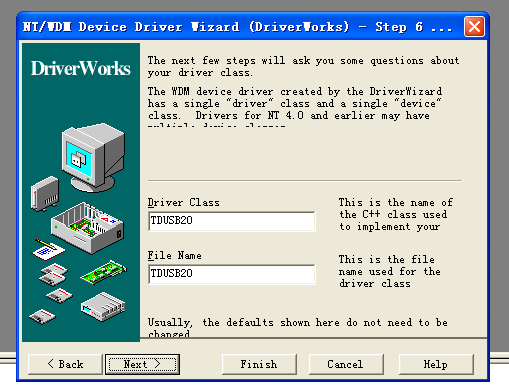 NT/WDM Device Driver Wizard (DriverWorks) - Step 6 ...
DriverWorks
The next few steps will ask you some questions about
your driver class.
The WDM device driver created by the DriverWizard
has a single "driver" class and a single "device"
class.  Drivers for NT 4.0 and earlier may have
Driver Class
TDUSB20
This is the name of
the C++ class used
to implement your
File Name
TDUSB20
This is the file
name used for the
driver class
Usually, the defaults shown here do not need to be
changed
< Back
Next >
Finish
Cancel
Help